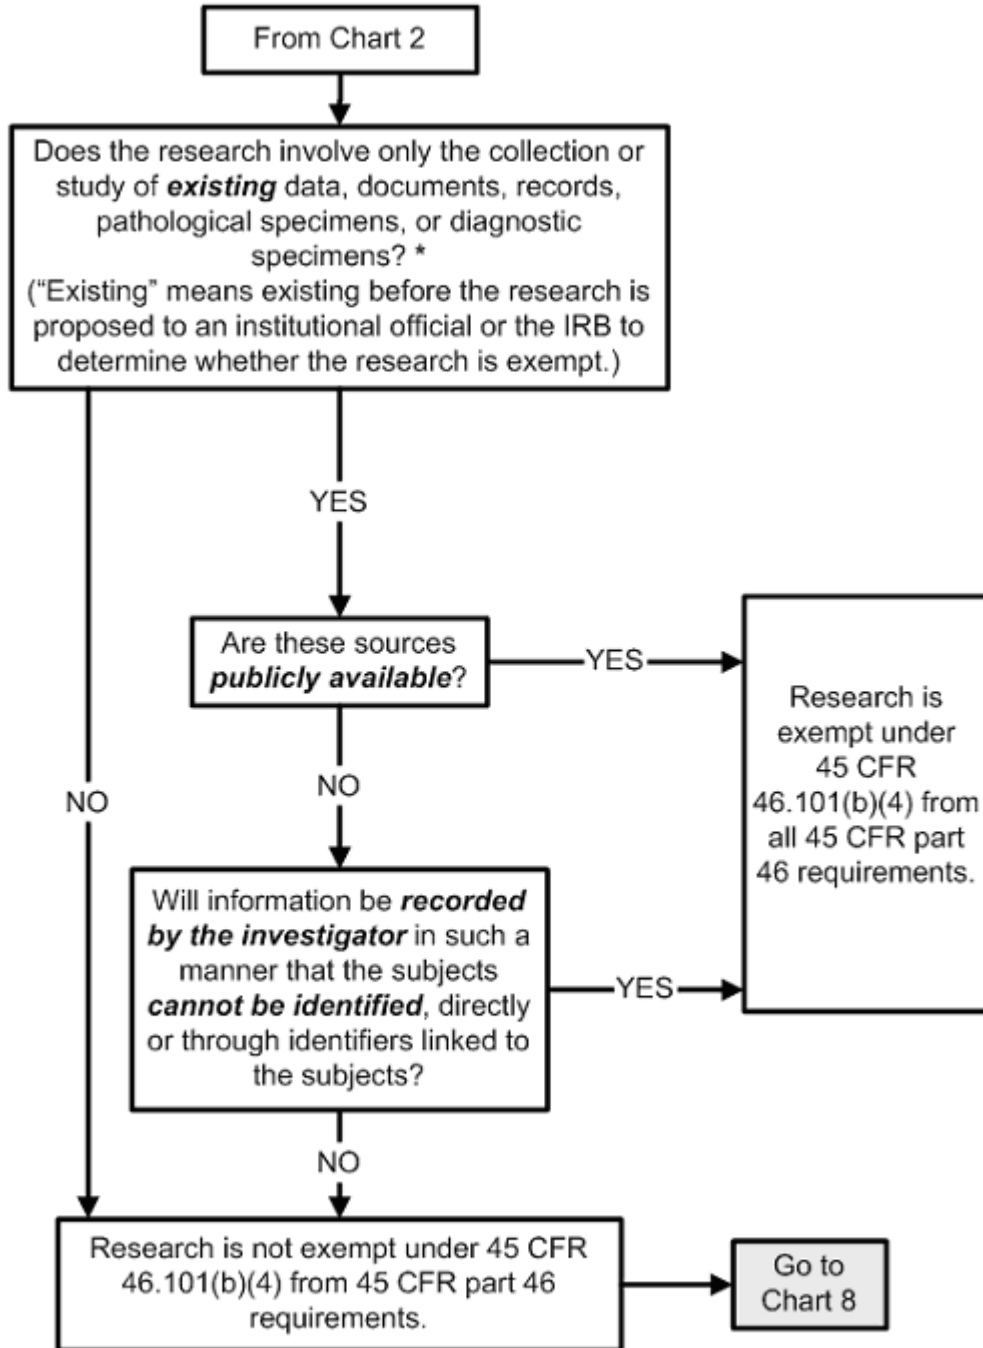 From Chart 2
Does the research involve only the collection or
study of existing data, documents, records,
pathological specimens, or diagnostic
specimens? *
(“Existing” means existing before the research is
proposed to an institutional official or the IRB to
determine whether the research is exempt.)
YES
Are these sources
publicly available?
YES
Research is
exempt under
45 CFR
46.101(b)(4) from
all 45 CFR part
46 requirements.
NO
NO
Will information be recorded
by the investigator in such a
manner that the subjects
cannot be identified, directly
or through identifiers linked to
the subjects?
YES
NO
Research is not exempt under 45 CFR
46.101(b)(4) from 45 CFR part 46
requirements.
Go to
Chart 8